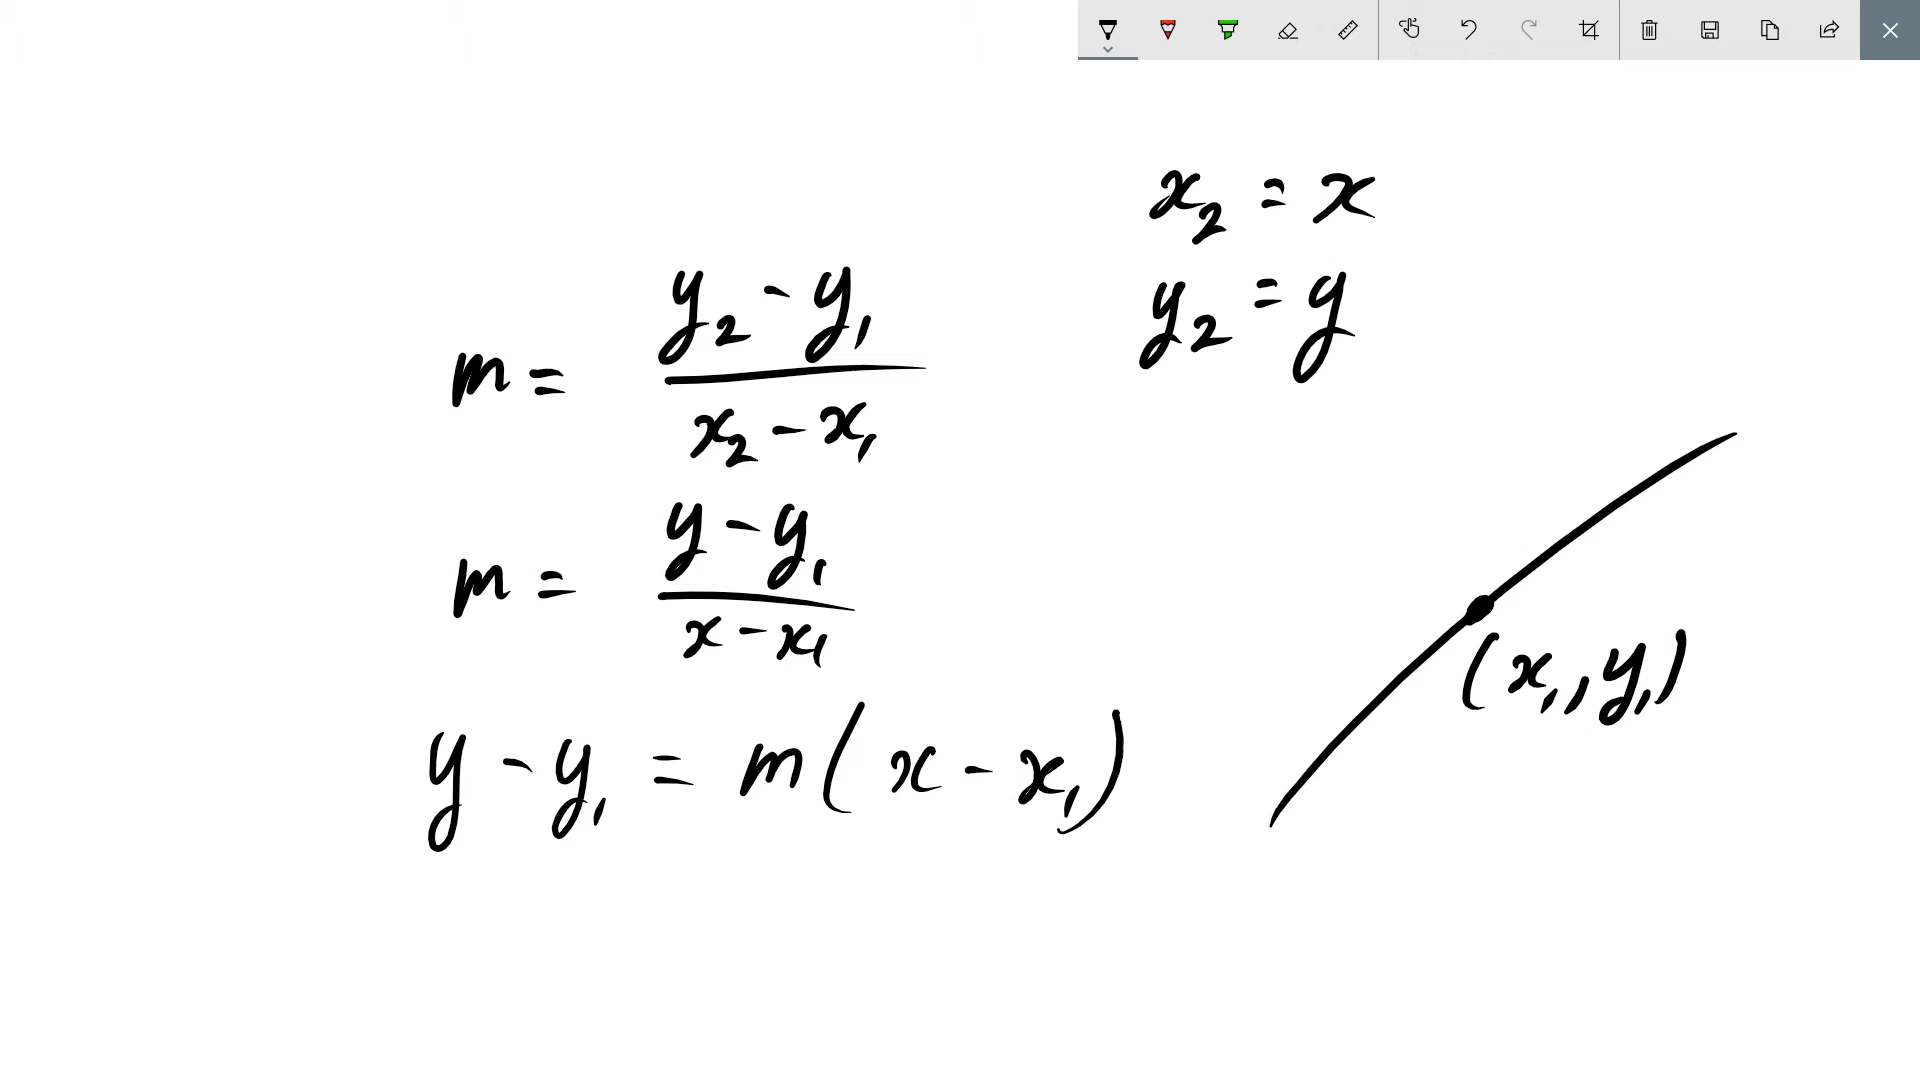 x₂ = x
y₂ = y
m = (y₂ - y₁) / (x₂ - x₁)
m = (y - y₁) / (x - x₁)
y - y₁ = m(x - x₁)
(x₁, y₁)